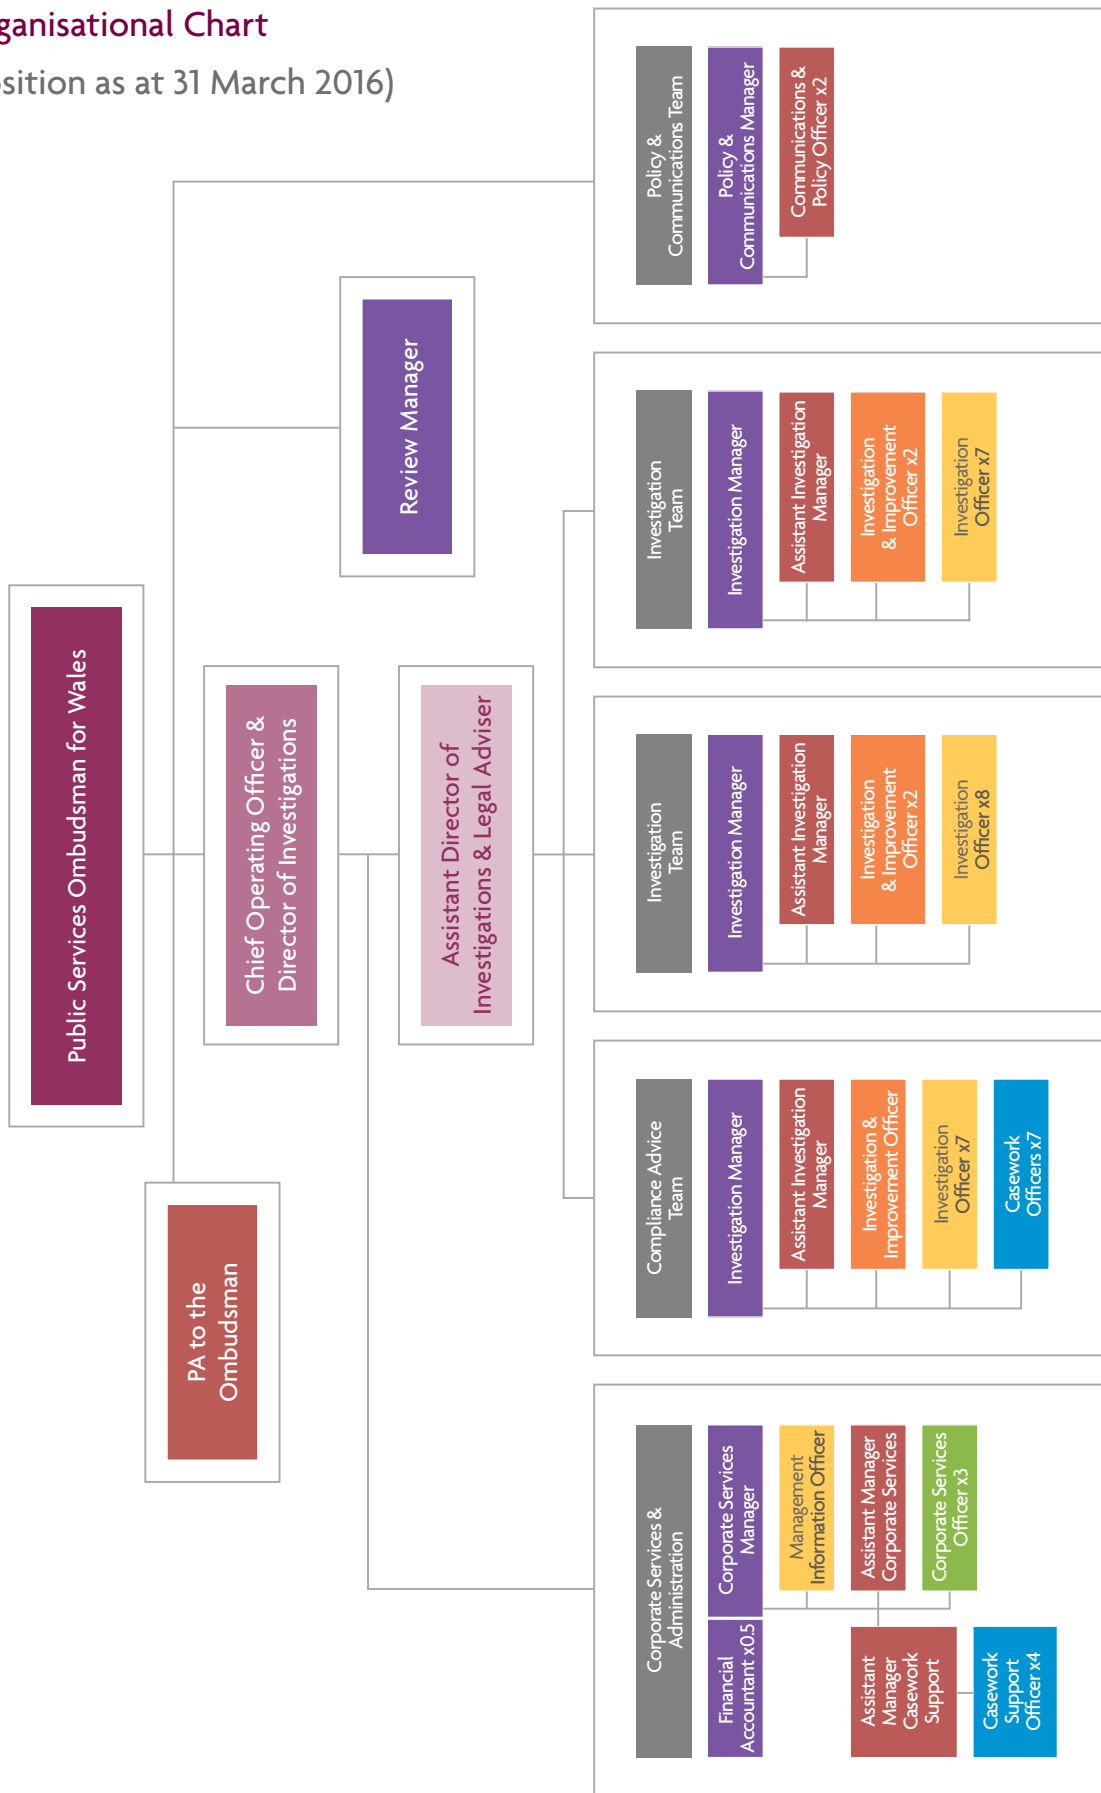 ganisational Chart
sition as at 31 March 2016)
Public Services Ombudsman for Wales
PA to the
Ombudsman
Chief Operating Officer &
Director of Investigations
Review Manager
Assistant Director of
Investigations & Legal Adviser
Corporate Services &
Administration
Financial
Accountant x0.5
Corporate Services
Manager
Management
Information Officer
Assistant Manager
Corporate Services
Corporate Services
Officer x3
Assistant
Manager
Casework
Support
Casework
Support
Officer x4
Compliance Advice
Team
Investigation Manager
Assistant Investigation
Manager
Investigation &
Improvement Officer
Investigation
Officer x7
Casework
Officers x7
Investigation
Team
Investigation Manager
Assistant Investigation
Manager
Investigation
& Improvement
Officer x2
Investigation
Officer x8
Investigation
Team
Investigation Manager
Assistant Investigation
Manager
Investigation
& Improvement
Officer x2
Investigation
Officer x7
Policy &
Communications Team
Policy &
Communications Manager
Communications &
Policy Officer x2